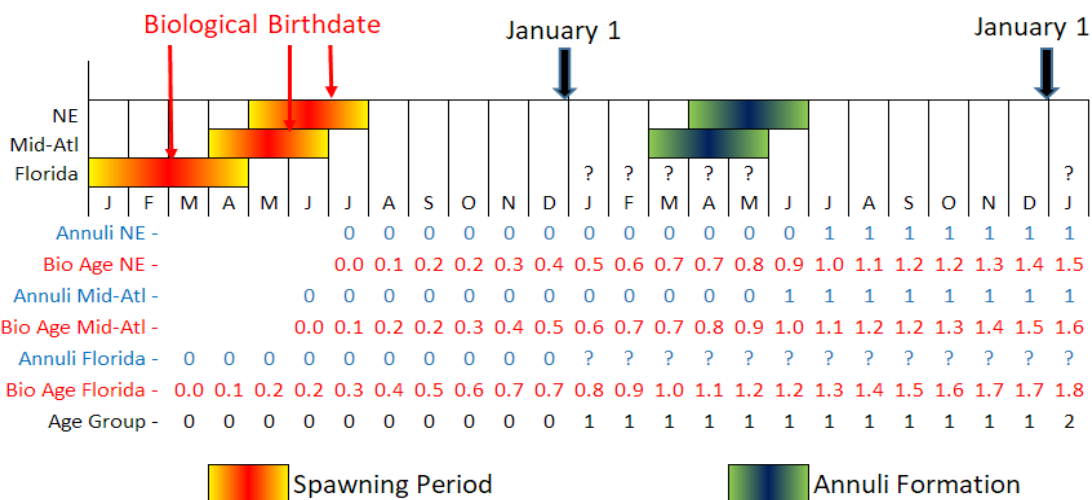 Biological Birthdate
January 1
January 1
NE
Mid-Atl
Florida
? ? ? ? ? ?
J F M A M J J A S O N D J F M A M J J A S O N D J
Annuli NE - 0 0 0 0 0 0 0 0 0 0 0 0 1 1 1 1 1 1 1
Bio Age NE - 0.0 0.1 0.2 0.2 0.3 0.4 0.5 0.6 0.7 0.7 0.8 0.9 1.0 1.1 1.2 1.2 1.3 1.4 1.5
Annuli Mid-Atl - 0 0 0 0 0 0 0 0 0 0 0 0 1 1 1 1 1 1 1 1
Bio Age Mid-Atl - 0.0 0.1 0.2 0.2 0.3 0.4 0.5 0.6 0.7 0.7 0.8 0.9 1.0 1.1 1.2 1.2 1.3 1.4 1.5 1.6
Annuli Florida - 0 0 0 0 0 0 0 0 0 0 ? ? ? ? ? ? ? ? ? ? ? ? ?
Bio Age Florida - 0.0 0.1 0.2 0.2 0.3 0.4 0.5 0.6 0.7 0.7 0.8 0.9 1.0 1.1 1.2 1.2 1.3 1.4 1.5 1.6 1.7 1.7 1.8
Age Group - 0 0 0 0 0 0 0 0 0 0 1 1 1 1 1 1 1 1 1 1 1 1 2
Spawning Period
Annuli Formation